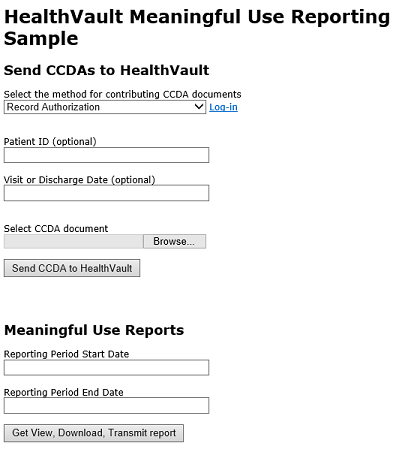 HealthVault Meaningful Use Reporting
Sample
Send CCDAs to HealthVault
Select the method for contributing CCDA documents
Record Authorization Log-in
Patient ID (optional)
Visit or Discharge Date (optional)
Select CCDA document
Browse...
Send CCDA to HealthVault
Meaningful Use Reports
Reporting Period Start Date
Reporting Period End Date
Get View, Download, Transmit report